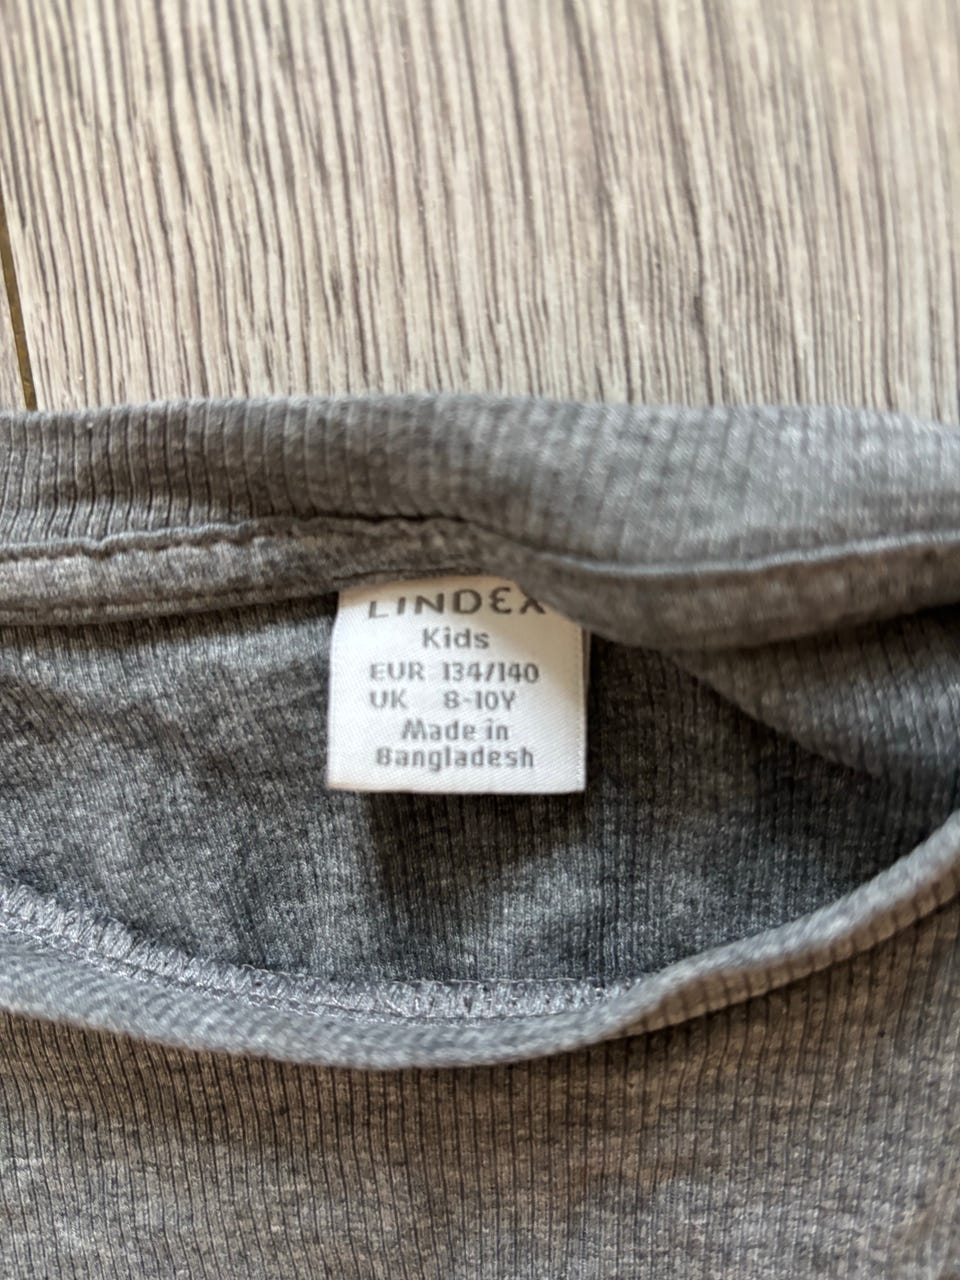 LINDEX
Kids
EUR 134/140
UK 8-10Y
Made in
Bangladesh